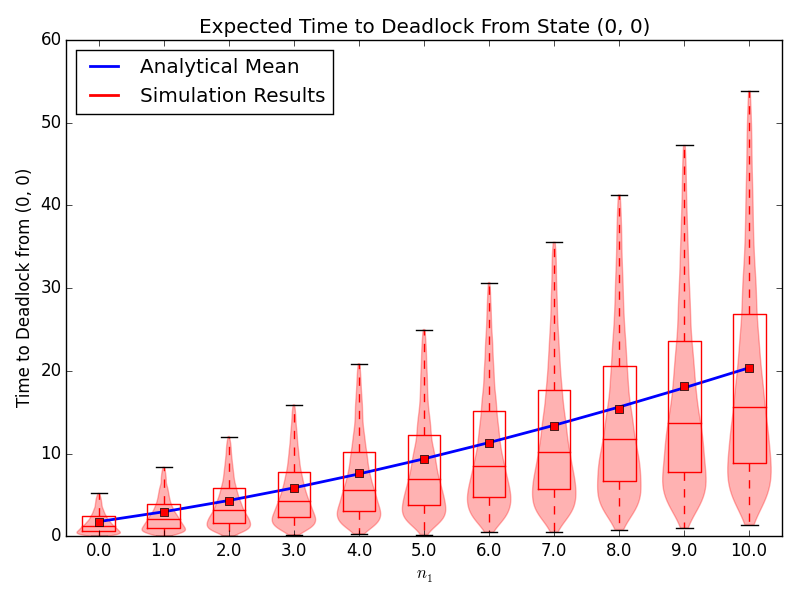 Expected Time to Deadlock From State (0, 0)
Analytical Mean
Simulation Results
Time to Deadlock from (0, 0)
60
50
40
30
20
10
0
0.0 1.0 2.0 3.0 4.0 5.0 6.0 7.0 8.0 9.0 10.0
n₁